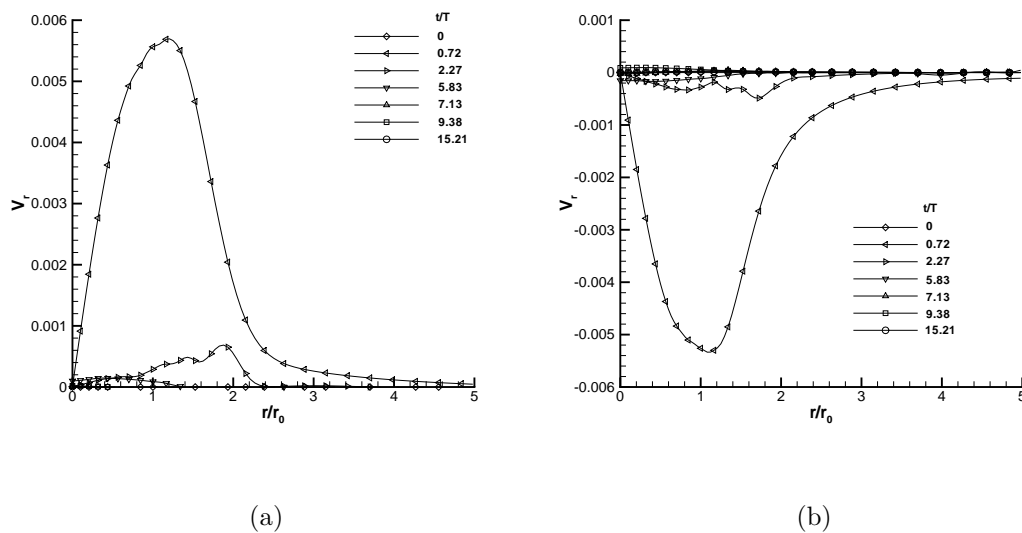 0.006
0.005
0.004
0.003
0.002
0.001
0
V_r
0 1 2 3 4 5
r/r_0
t/T
0
0.72
2.27
5.83
7.13
9.38
15.21
(a)
0.001
0
-0.001
-0.002
-0.003
-0.004
-0.005
-0.006
V_r
0 1 2 3 4 5
r/r_0
t/T
0
0.72
2.27
5.83
7.13
9.38
15.21
(b)